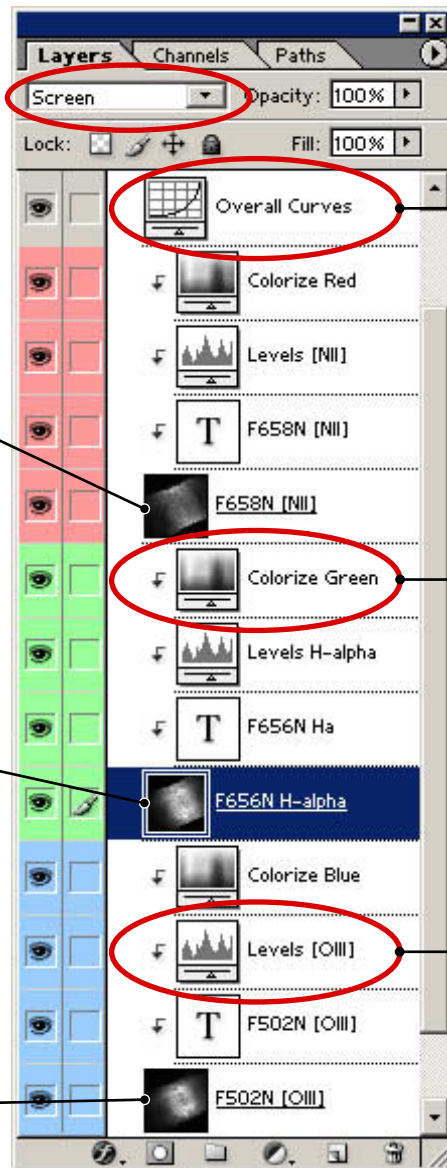 Layers Channels Paths
Screen Opacity: 100%
Lock: Fill: 100%
Overall Curves
Colorize Red
Levels [NII]
T F658N [NII]
F658N [NII]
Colorize Green
Levels H-alpha
T F656N Ha
F656N H-alpha
Colorize Blue
Levels [OIII]
T F502N [OIII]
F502N [OIII]